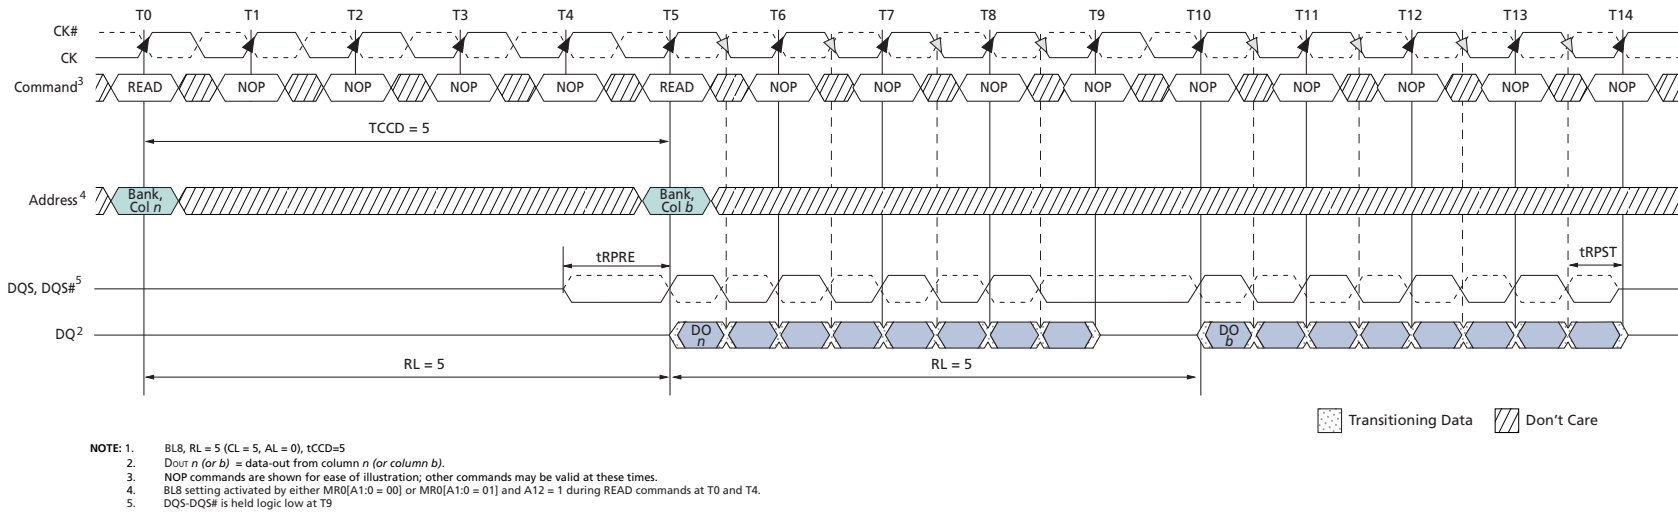 T0 T1 T2 T3 T4 T5 T6 T7 T8 T9 T10 T11 T12 T13 T14
CK#
CK
Command3 READ NOP NOP NOP NOP READ NOP NOP NOP NOP NOP NOP NOP NOP NOP
TCCD = 5
Address4 Bank, Col n Bank, Col b
tRPRE tRPST
DQS, DQS#5
DQ2 DO n DO b
RL = 5 RL = 5
Transitioning Data Don't Care
NOTE: 1. BL8, RL = 5 (CL = 5, AL = 0), tCCD=5
2. DOUT n (or b) = data-out from column n (or column b).
3. NOP commands are shown for ease of illustration; other commands may be valid at these times.
4. BL8 setting activated by either MR0[A1:0 = 00] or MR0[A1:0 = 01] and A12 = 1 during READ commands at T0 and T4.
5. DQS-DQS# is held logic low at T9